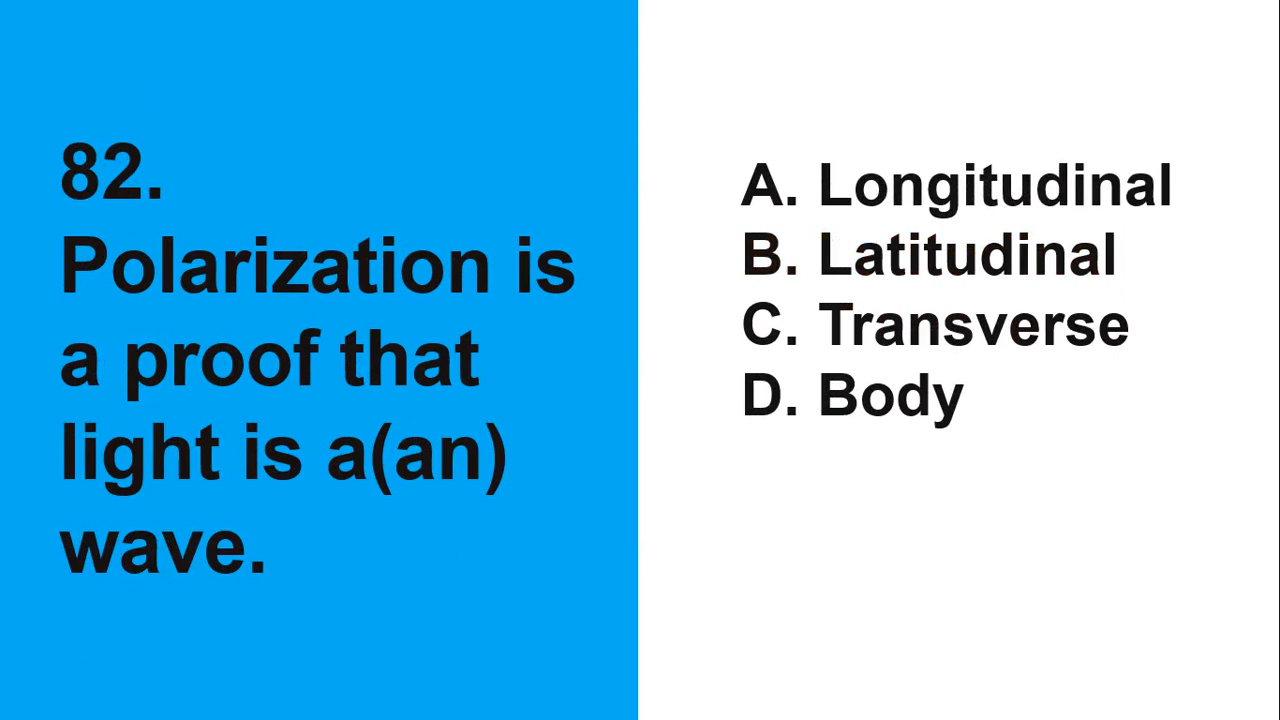 82.
Polarization is
a proof that
light is a(an)
wave.
A. Longitudinal
B. Latitudinal
C. Transverse
D. Body